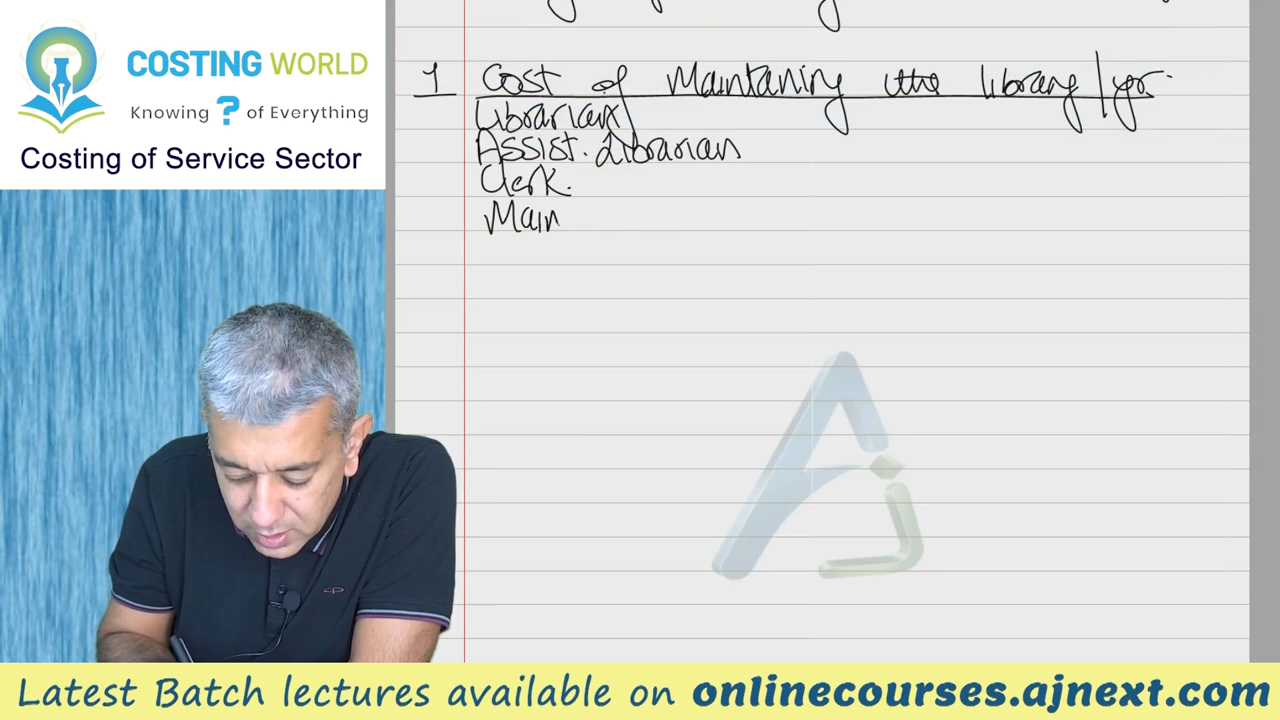 COSTING WORLD
Knowing ? of Everything
Costing of Service Sector
1 Cost of Maintaning the library/yr.
Librarian
Assist. Librarian
Clerk.
Main
Latest Batch lectures available on onlinecourses.ajnext.com